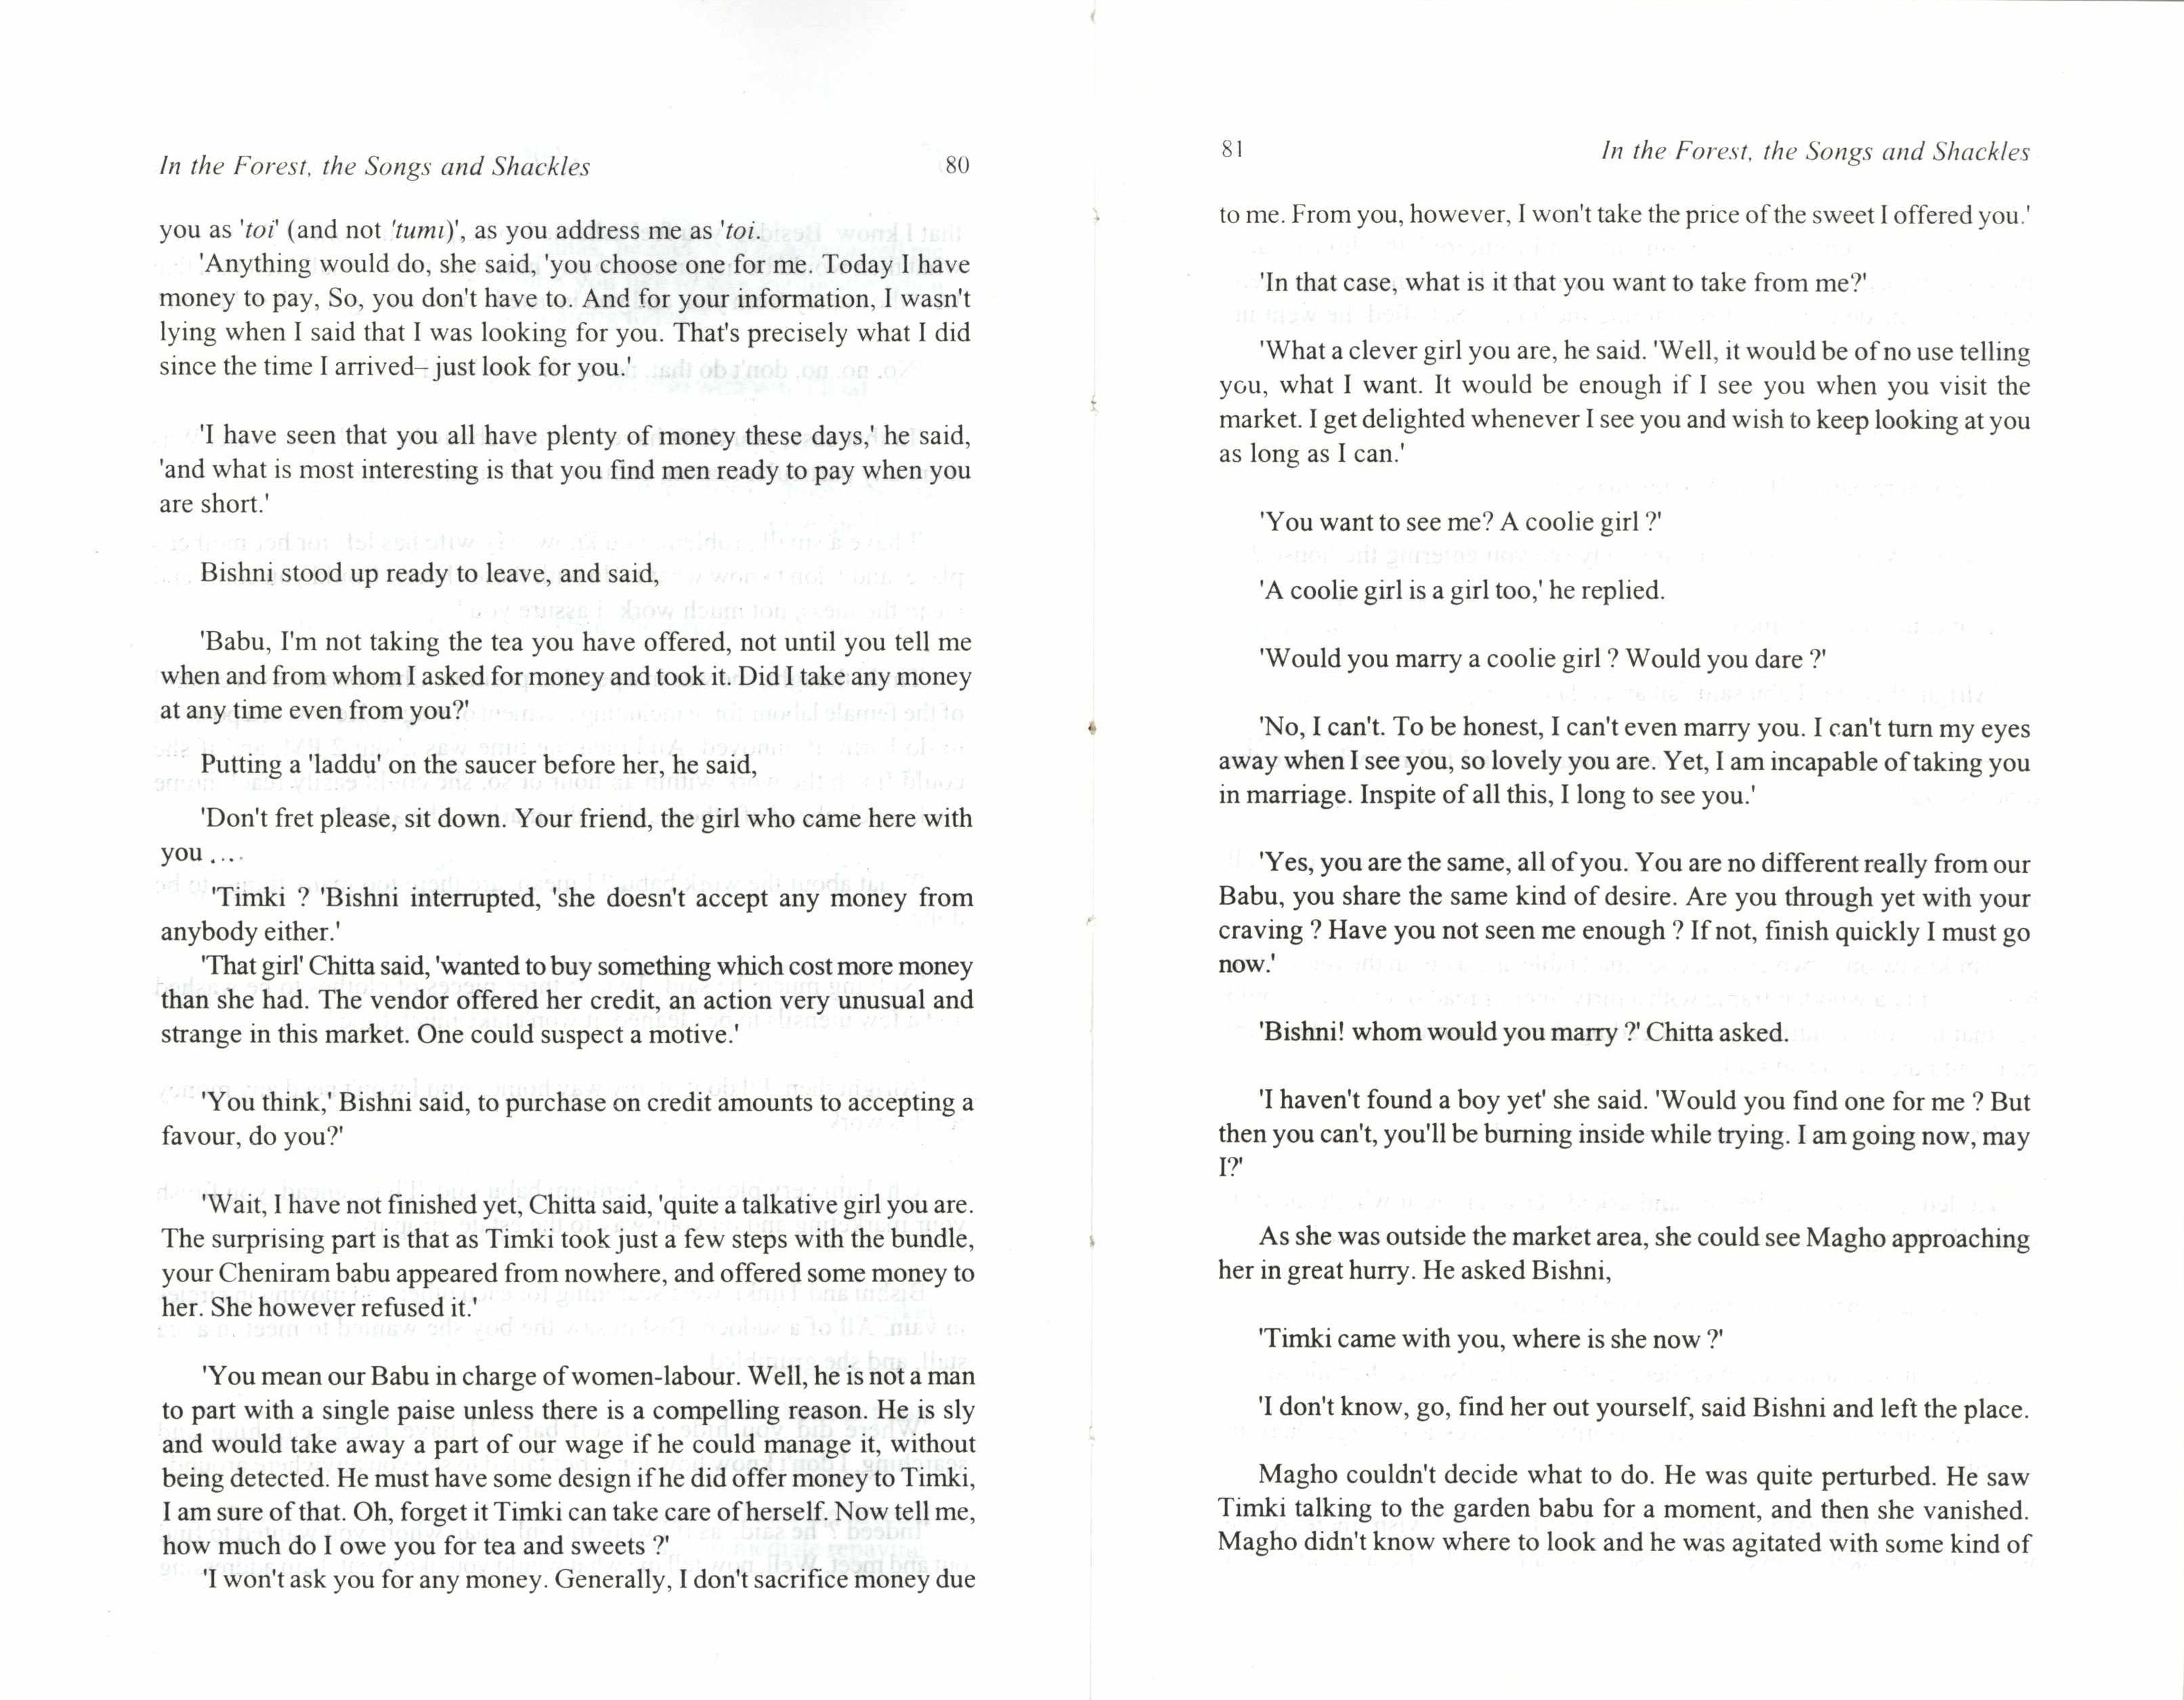 In the Forest, the Songs and Shackles 80
you as 'toi' (and not 'tumi)', as you address me as 'toi.
'Anything would do, she said, 'you choose one for me. Today I have
money to pay, So, you don't have to. And for your information, I wasn't
lying when I said that I was looking for you. That's precisely what I did
since the time I arrived–just look for you.'
'I have seen that you all have plenty of money these days,' he said,
'and what is most interesting is that you find men ready to pay when you
are short.'
Bishni stood up ready to leave, and said,
'Babu, I'm not taking the tea you have offered, not until you tell me
when and from whom I asked for money and took it. Did I take any money
at any time even from you?'
Putting a 'laddu' on the saucer before her, he said,
'Don't fret please, sit down. Your friend, the girl who came here with
you ....
'Timki ? 'Bishni interrupted, 'she doesn't accept any money from
anybody either.'
'That girl' Chitta said, 'wanted to buy something which cost more money
than she had. The vendor offered her credit, an action very unusual and
strange in this market. One could suspect a motive.'
'You think,' Bishni said, to purchase on credit amounts to accepting a
favour, do you?'
'Wait, I have not finished yet, Chitta said, 'quite a talkative girl you are.
The surprising part is that as Timki took just a few steps with the bundle,
your Cheniram babu appeared from nowhere, and offered some money to
her. She however refused it.'
'You mean our Babu in charge of women-labour. Well, he is not a man
to part with a single paise unless there is a compelling reason. He is sly
and would take away a part of our wage if he could manage it, without
being detected. He must have some design if he did offer money to Timki,
I am sure of that. Oh, forget it Timki can take care of herself. Now tell me,
how much do I owe you for tea and sweets ?'
'I won't ask you for any money. Generally, I don't sacrifice money due
81 In the Forest, the Songs and Shackles
to me. From you, however, I won't take the price of the sweet I offered you.'
'In that case, what is it that you want to take from me?'
'What a clever girl you are, he said. 'Well, it would be of no use telling
you, what I want. It would be enough if I see you when you visit the
market. I get delighted whenever I see you and wish to keep looking at you
as long as I can.'
'You want to see me? A coolie girl ?'
'A coolie girl is a girl too,' he replied.
'Would you marry a coolie girl ? Would you dare ?'
'No, I can't. To be honest, I can't even marry you. I can't turn my eyes
away when I see you, so lovely you are. Yet, I am incapable of taking you
in marriage. Inspite of all this, I long to see you.'
'Yes, you are the same, all of you. You are no different really from our
Babu, you share the same kind of desire. Are you through yet with your
craving ? Have you not seen me enough ? If not, finish quickly I must go
now.'
'Bishni! whom would you marry ?' Chitta asked.
'I haven't found a boy yet' she said. 'Would you find one for me ? But
then you can't, you'll be burning inside while trying. I am going now, may
I?'
As she was outside the market area, she could see Magho approaching
her in great hurry. He asked Bishni,
'Timki came with you, where is she now ?'
'I don't know, go, find her out yourself, said Bishni and left the place.
Magho couldn't decide what to do. He was quite perturbed. He saw
Timki talking to the garden babu for a moment, and then she vanished.
Magho didn't know where to look and he was agitated with some kind of